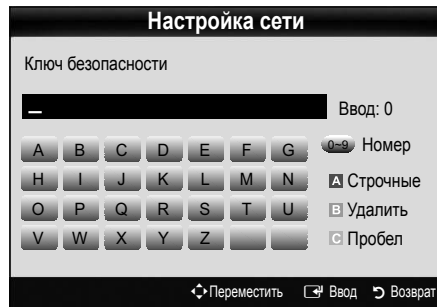 Настройка сети
Ключ безопасности
_ Ввод: 0
A B C D E F G 0~9 Номер
H I J K L M N A Строчные
O P Q R S T U B Удалить
V W X Y Z C Пробел
Переместить Ввод Возврат